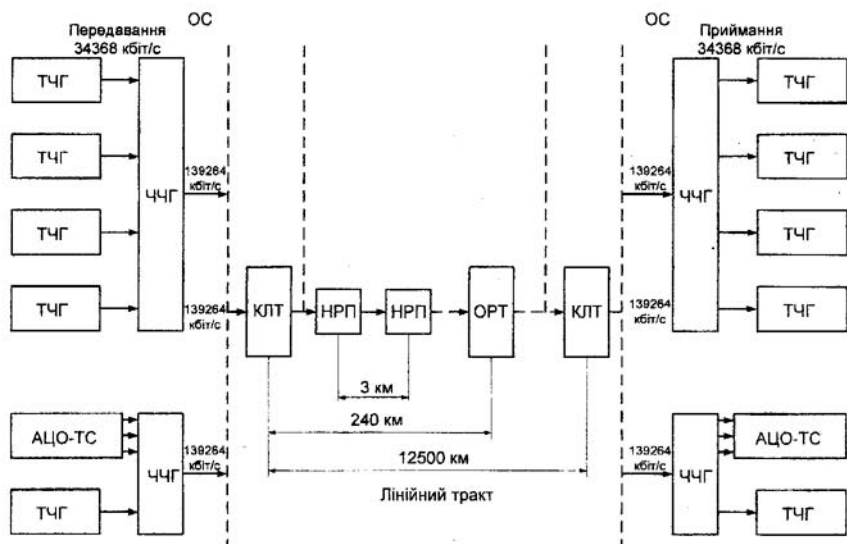 ОС
ОС
Передавання
34368 кбіт/с
Приймання
34368 кбіт/с
ТЧГ
ТЧГ
ТЧГ
ТЧГ
ТЧГ
ТЧГ
139264
кбіт/с
139264
кбіт/с
ЧЧГ
ЧЧГ
ТЧГ
ТЧГ
139264
кбіт/с
139264
кбіт/с
ТЧГ
КЛТ
НРП
НРП
ОРТ
КЛТ
ТЧГ
3 км
240 км
12500 км
Лінійний тракт
АЦО-ТС
ЧЧГ
139264
кбіт/с
139264
кбіт/с
ЧЧГ
АЦО-ТС
ТЧГ
ТЧГ